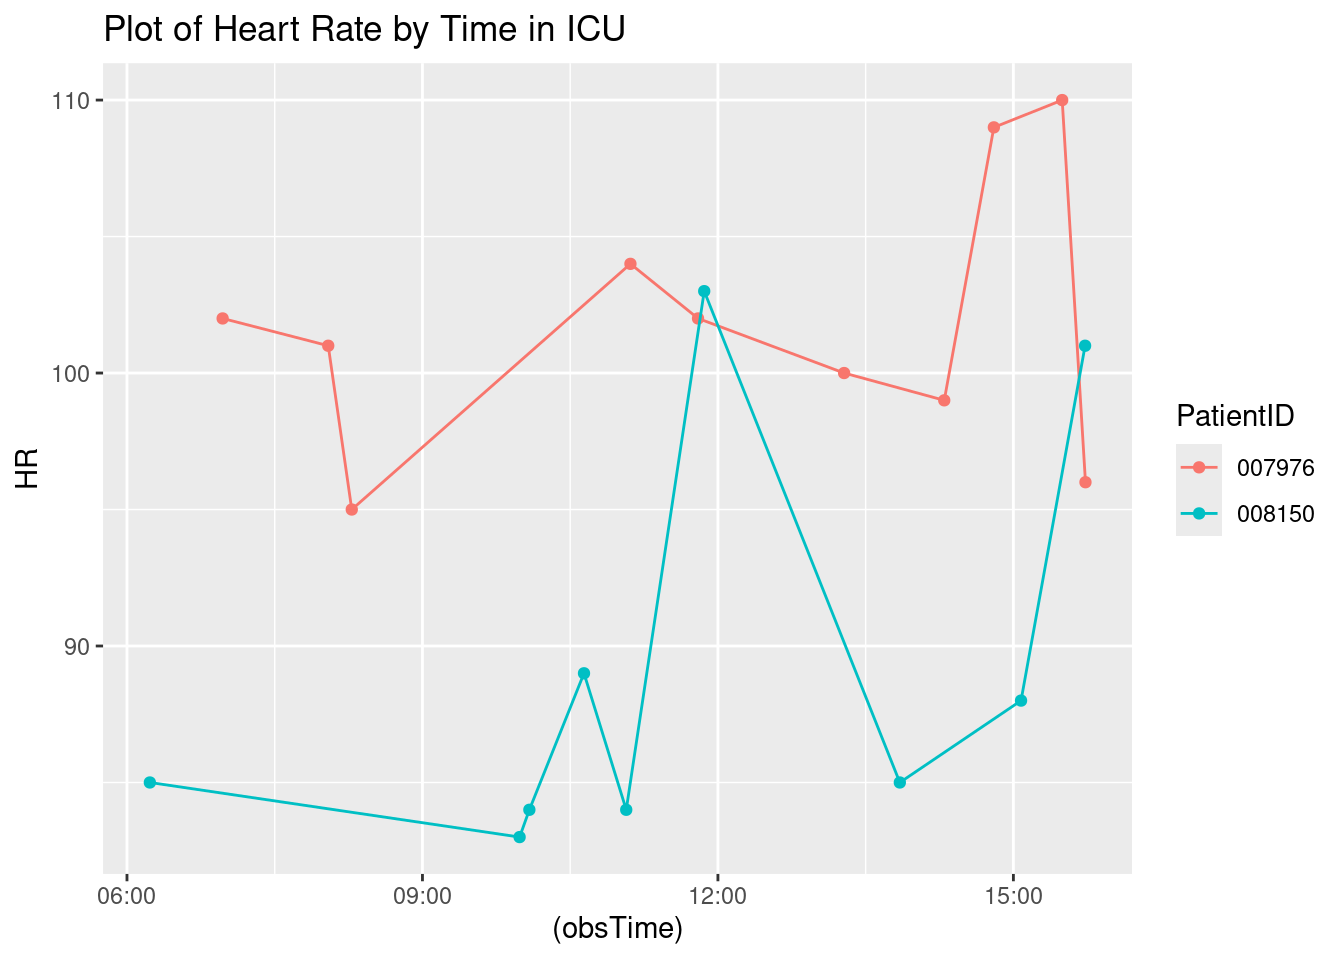 Plot of Heart Rate by Time in ICU
110
100
90
HR
06:00 09:00 12:00 15:00
(obsTime)
PatientID
007976
008150